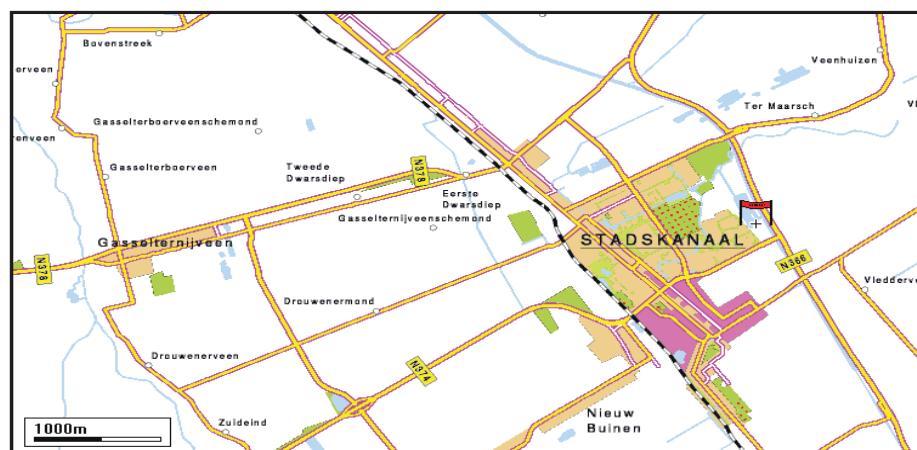 Bovenstreek
Veenhuizen
erveen
Ter Maarsch
Gasselterboerveenschemond
renveen
Gasselterboerveen
Tweede
Dwarsdiep
N378
Eerste
Dwarsdiep
Gasselternijveenschemond
Gasselternijveen
STADSKANAAL
N378
N366
Vledderve
Drouwenermond
Drouwenerveen
N374
Zuideind
Nieuw
Buinen
1000m